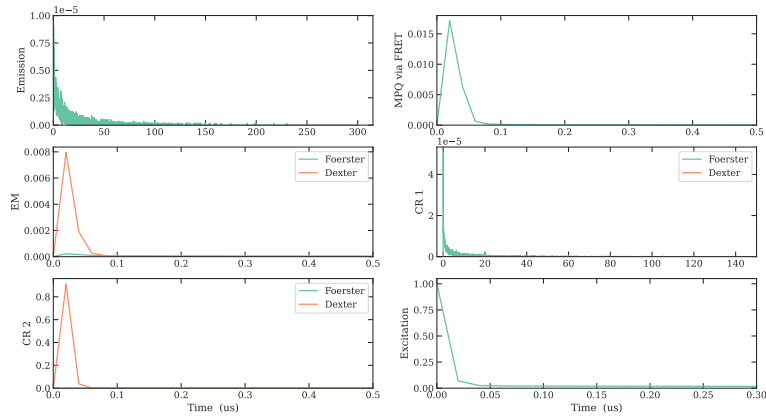 1e−5
1.00
0.75
0.50
0.25
0.00
Emission
0 50 100 150 200 250 300
0.015
0.010
0.005
0.000
MPQ via FRET
0.0 0.1 0.2 0.3 0.4 0.5
0.008
0.006
0.004
0.002
0.000
EM
Foerster
Dexter
0.0 0.1 0.2 0.3 0.4 0.5
1e−5
4
2
0
CR 1
Foerster
Dexter
0 20 40 60 80 100 120 140
0.8
0.6
0.4
0.2
0.0
CR 2
Foerster
Dexter
0.0 0.1 0.2 0.3 0.4 0.5
Time (us)
1.00
0.75
0.50
0.25
0.00
Excitation
0.00 0.05 0.10 0.15 0.20 0.25 0.30
Time (us)